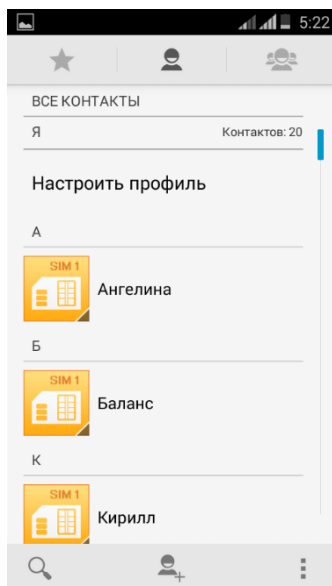 5:22
ВСЕ КОНТАКТЫ
Я Контактов: 20
Настроить профиль
А
SIM 1
Ангелина
Б
SIM 1
Баланс
К
SIM 1
Кирилл